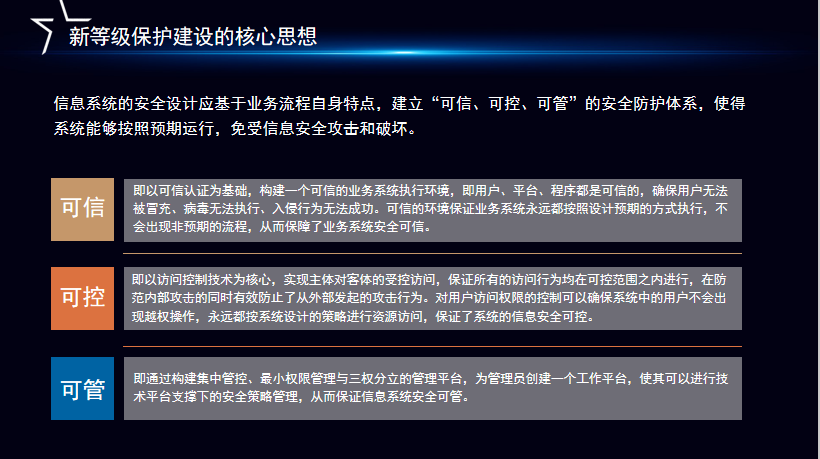 新等级保护建设的核心思想
信息系统的安全设计应基于业务流程自身特点，建立“可信、可控、可管”的安全防护体系，使得
系统能够按照预期运行，免受信息安全攻击和破坏。
可信
即以可信认证为基础，构建一个可信的业务系统执行环境，即用户、平台、程序都是可信的，确保用户无法
被冒充、病毒无法执行、入侵行为无法成功。可信的环境保证业务系统永远都按照设计预期的方式执行，不
会出现非预期的流程，从而保障了业务系统安全可信。
可控
即以访问控制技术为核心，实现主体对客体的受控访问，保证所有的访问行为均在可控范围之内进行，在防
范内部攻击的同时有效防止了从外部发起的攻击行为。对用户访问权限的控制可以确保系统中的用户不会出
现越权操作，永远都按系统设计的策略进行资源访问，保证了系统的信息安全可控。
可管
即通过构建集中管控、最小权限管理与三权分立的管理平台，为管理员创建一个工作平台，使其可以进行技
术平台支撑下的安全策略管理，从而保证信息系统安全可管。